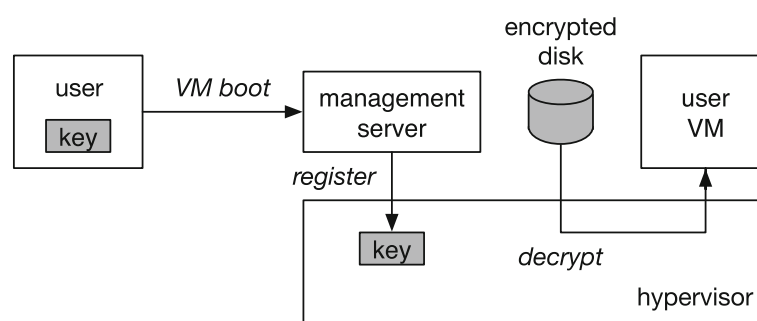 user
key
VM boot
management
server
encrypted
disk
user
VM
register
key
decrypt
hypervisor